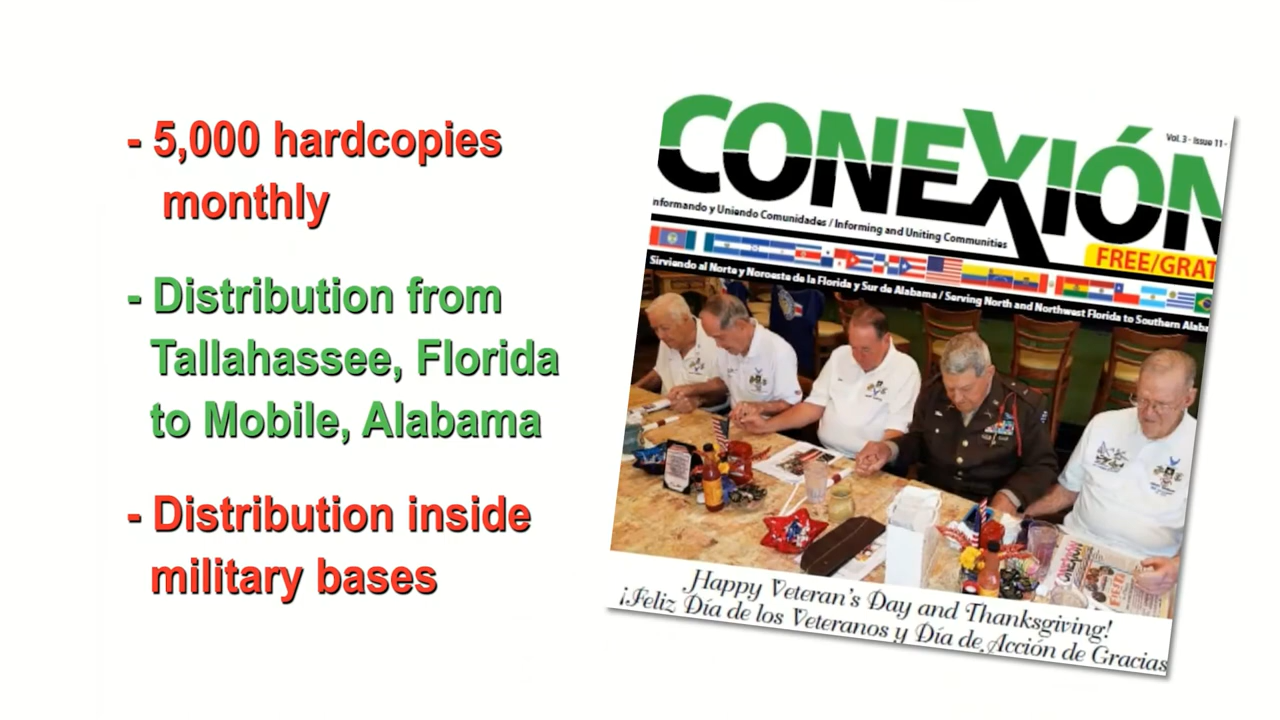 - 5,000 hardcopies
monthly
- Distribution from
Tallahassee, Florida
to Mobile, Alabama
- Distribution inside
military bases
CONEXIÓN
Vol. 3 - Issue 11 -
Informando y Uniendo Comunidades / Informing and Uniting Communities
FREE/GRAT
Sirviendo al Norte y Noroeste de la Florida y Sur de Alabama / Serving North and Northwest Florida to Southern Alaba
CONEXIÓN
Happy Veteran's Day and Thanksgiving!
¡Feliz Día de los Veteranos y Día de Acción de Gracias